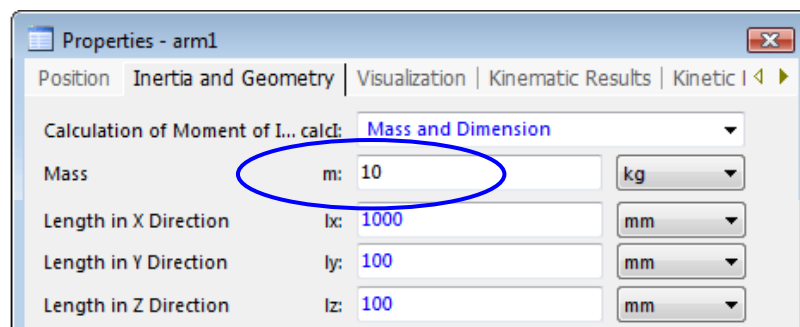 Properties - arm1
Position Inertia and Geometry Visualization Kinematic Results Kinetic
Calculation of Moment of I... calcI: Mass and Dimension
Mass m: 10 kg
Length in X Direction lx: 1000 mm
Length in Y Direction ly: 100 mm
Length in Z Direction lz: 100 mm